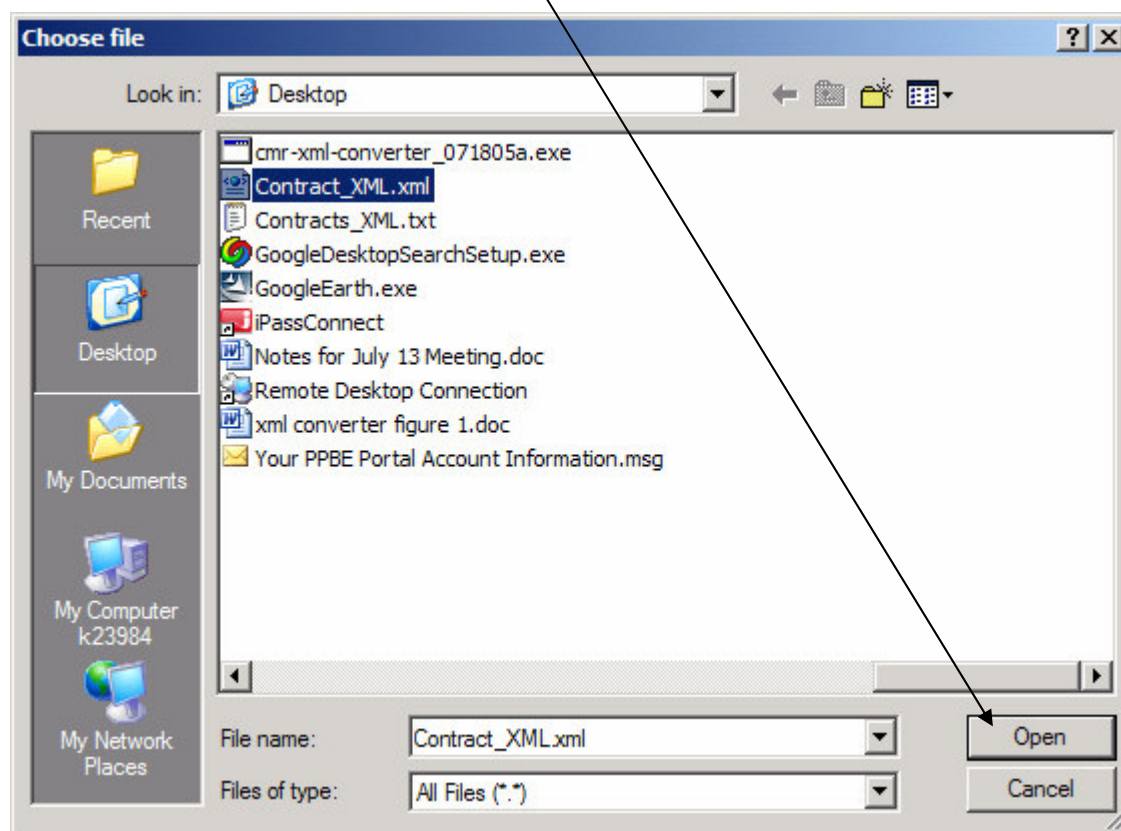 Choose file
Look in:
Desktop
Recent
Desktop
My Documents
My Computer
k23984
My Network
Places
cmr-xml-converter_071805a.exe
Contract_XML.xml
Contracts_XML.txt
GoogleDesktopSearchSetup.exe
GoogleEarth.exe
iPassConnect
Notes for July 13 Meeting.doc
Remote Desktop Connection
xml converter figure 1.doc
Your PPBE Portal Account Information.msg
File name:
Contract_XML.xml
Open
Files of type:
All Files (*.*)
Cancel